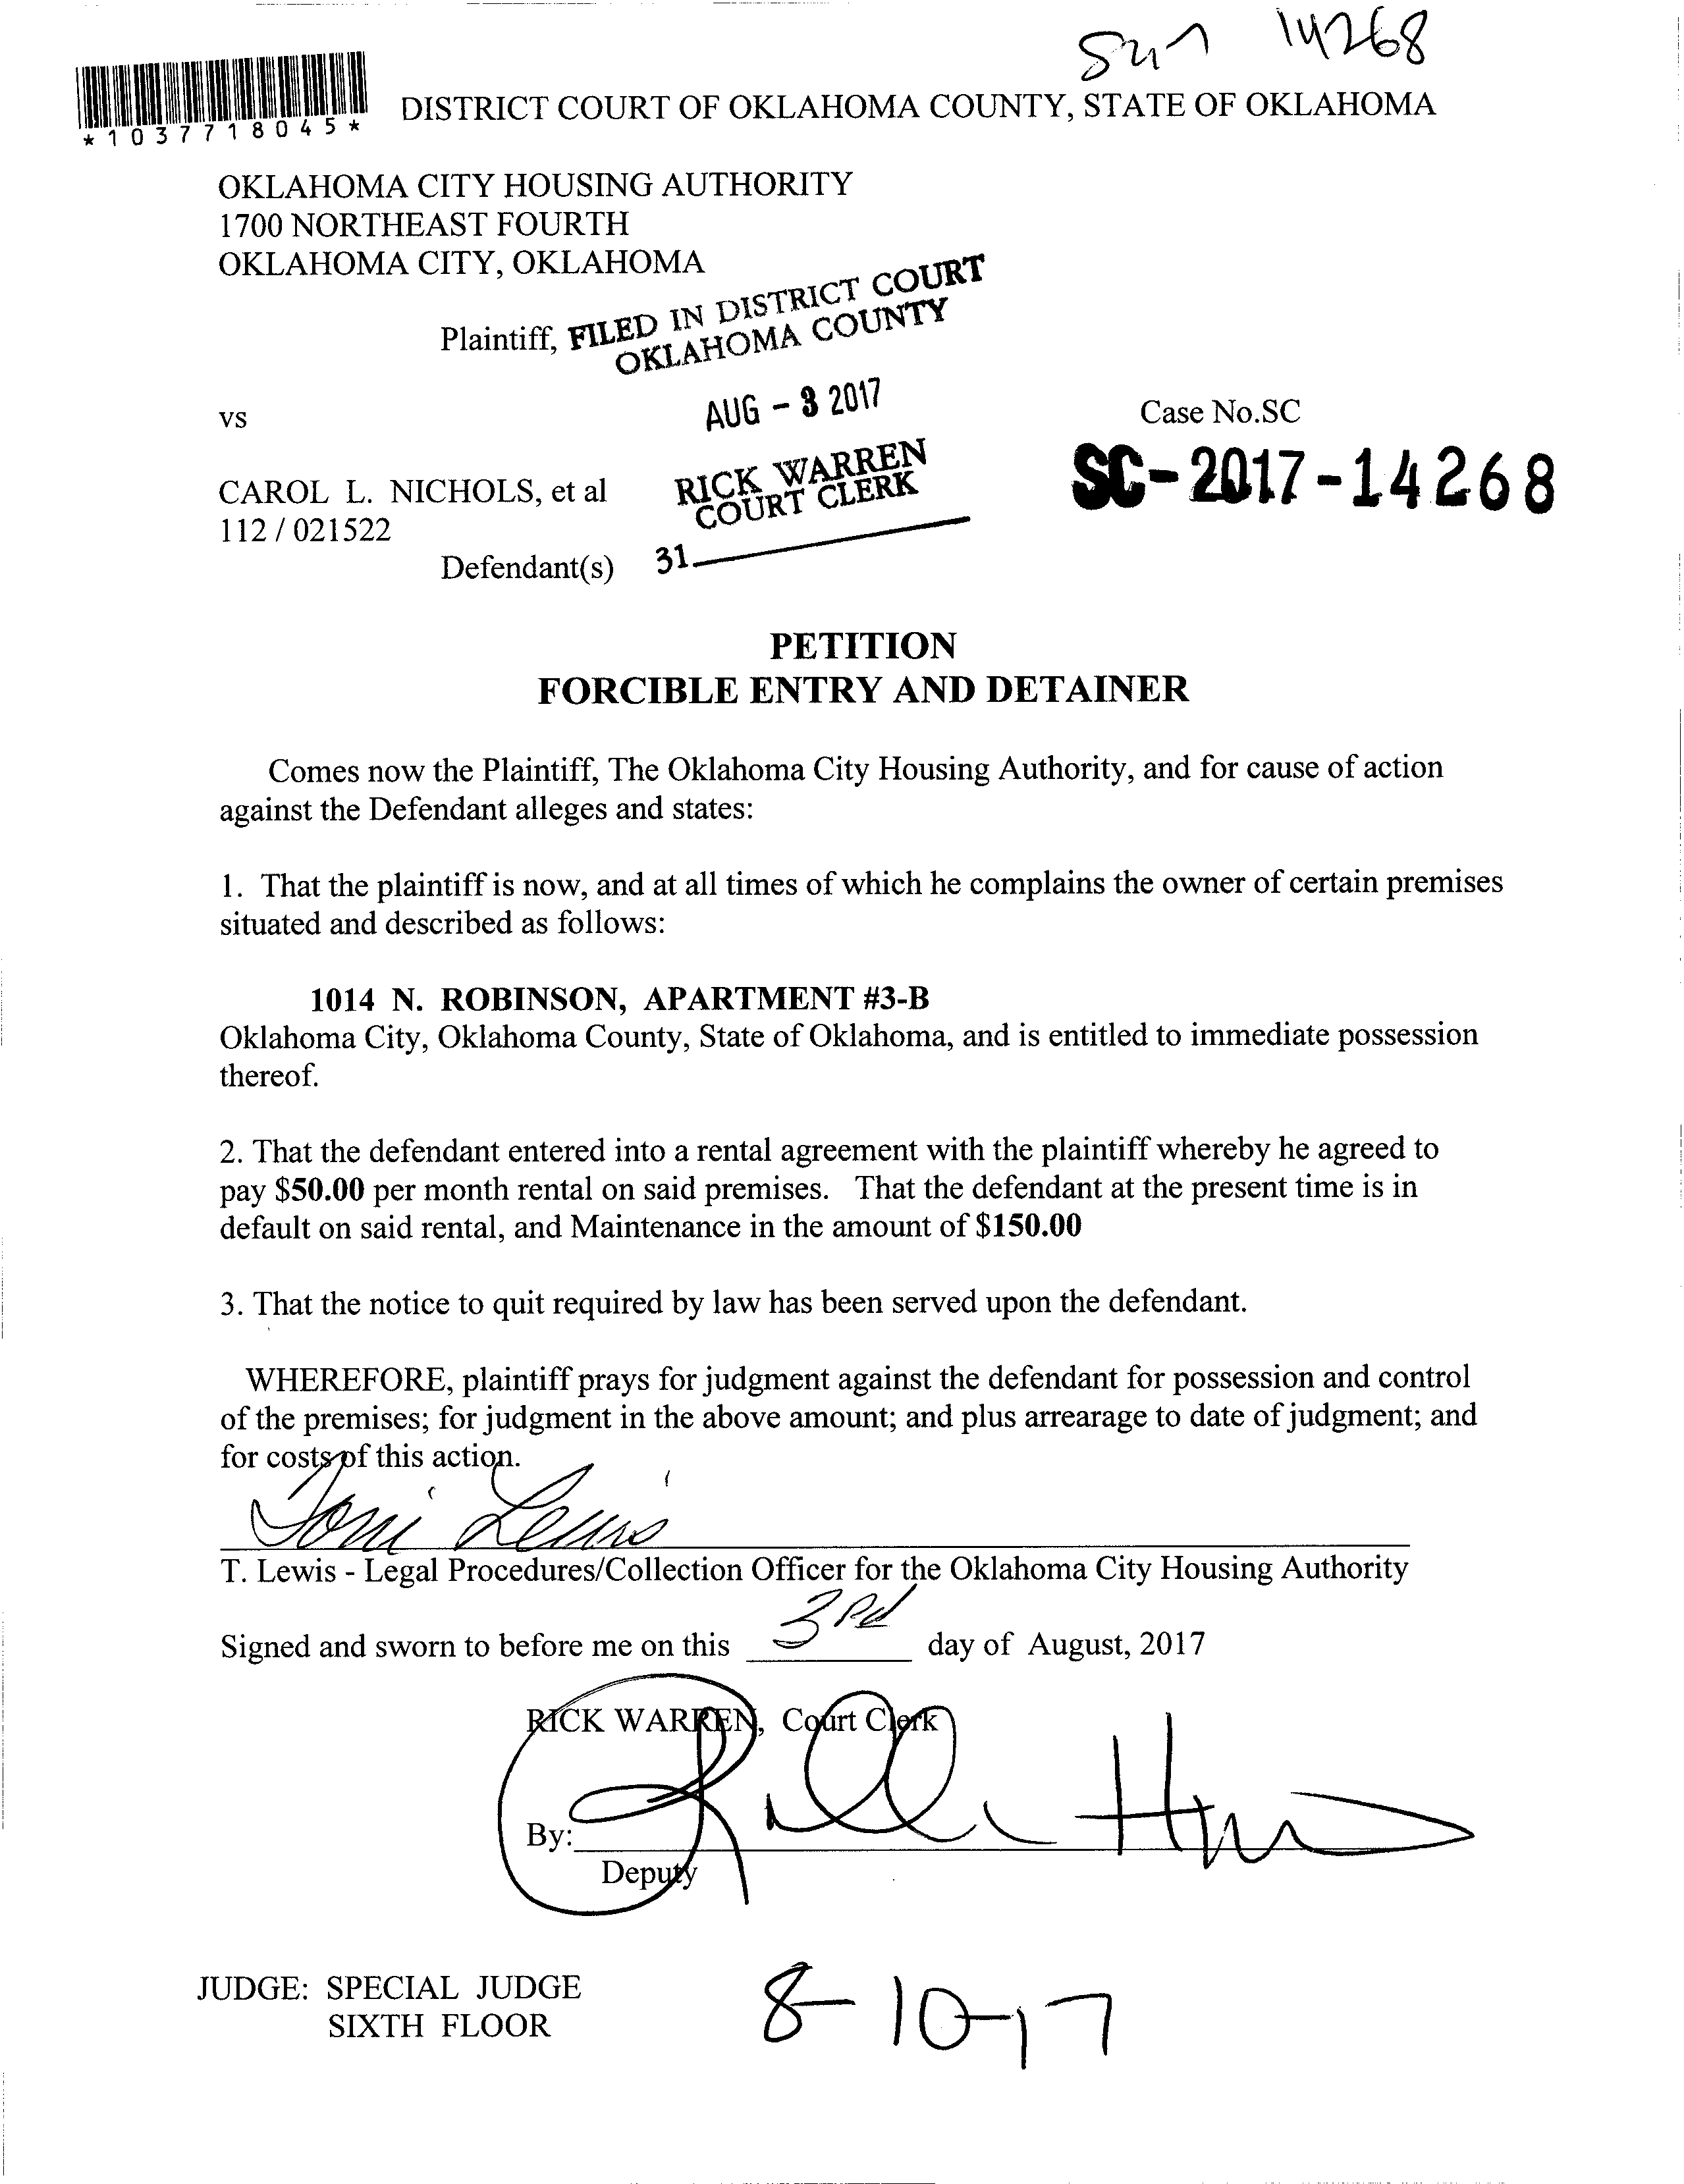 14268
DISTRICT COURT OF OKLAHOMA COUNTY, STATE OF OKLAHOMA
*1037718045*
OKLAHOMA CITY HOUSING AUTHORITY
1700 NORTHEAST FOURTH
OKLAHOMA CITY, OKLAHOMA
Plaintiff,
FILED IN DISTRICT COURT
OKLAHOMA COUNTY
AUG - 3 2017
RICK WARREN
COURT CLERK
31
vs
Case No.SC
SC-2017-14268
CAROL L. NICHOLS, et al
112 / 021522
Defendant(s)
PETITION
FORCIBLE ENTRY AND DETAINER
Comes now the Plaintiff, The Oklahoma City Housing Authority, and for cause of action
against the Defendant alleges and states:
1. That the plaintiff is now, and at all times of which he complains the owner of certain premises
situated and described as follows:
1014 N. ROBINSON, APARTMENT #3-B
Oklahoma City, Oklahoma County, State of Oklahoma, and is entitled to immediate possession
thereof.
2. That the defendant entered into a rental agreement with the plaintiff whereby he agreed to
pay $50.00 per month rental on said premises. That the defendant at the present time is in
default on said rental, and Maintenance in the amount of $150.00
3. That the notice to quit required by law has been served upon the defendant.
WHEREFORE, plaintiff prays for judgment against the defendant for possession and control
of the premises; for judgment in the above amount; and plus arrearage to date of judgment; and
for costs of this action.
Toni Lewis
T. Lewis - Legal Procedures/Collection Officer for the Oklahoma City Housing Authority
Signed and sworn to before me on this 3rd day of August, 2017
RICK WARREN, Court Clerk
By:
Deputy
JUDGE: SPECIAL JUDGE
SIXTH FLOOR
8-10-17